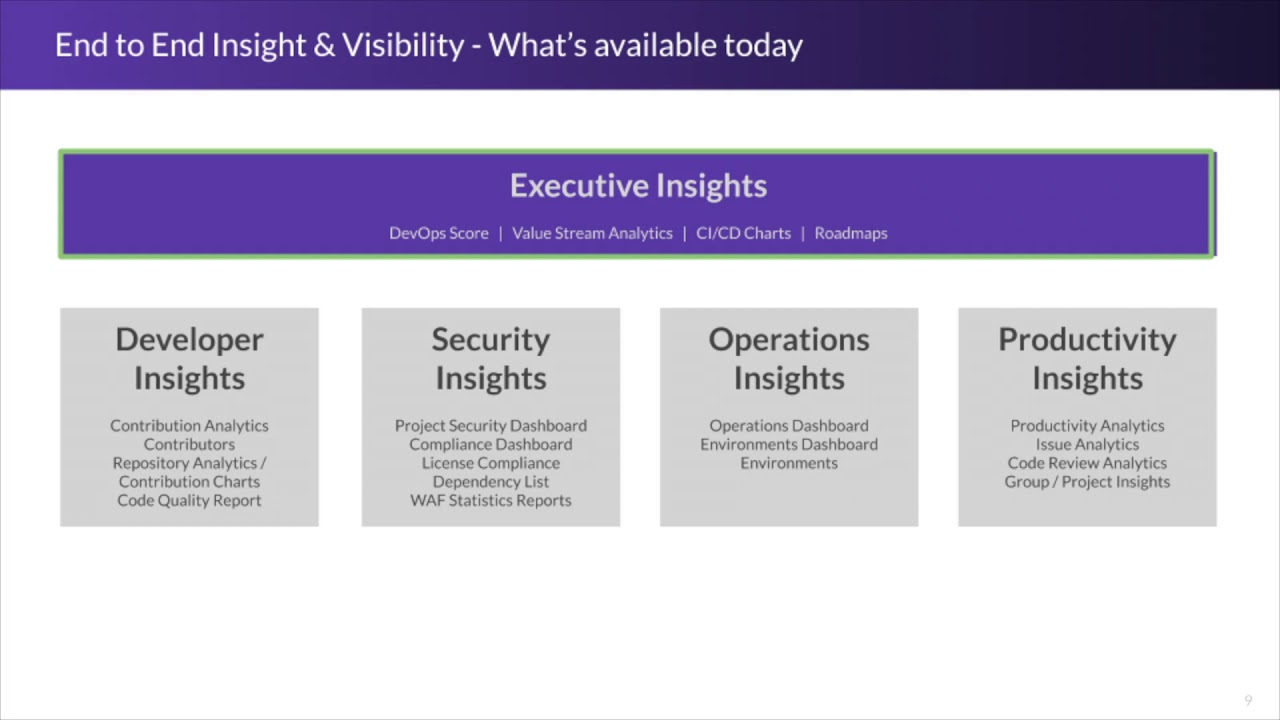 End to End Insight & Visibility - What's available today
Executive Insights
DevOps Score | Value Stream Analytics | CI/CD Charts | Roadmaps
Developer
Insights
Contribution Analytics
Contributors
Repository Analytics /
Contribution Charts
Code Quality Report
Security
Insights
Project Security Dashboard
Compliance Dashboard
License Compliance
Dependency List
WAF Statistics Reports
Operations
Insights
Operations Dashboard
Environments Dashboard
Environments
Productivity
Insights
Productivity Analytics
Issue Analytics
Code Review Analytics
Group / Project Insights
9